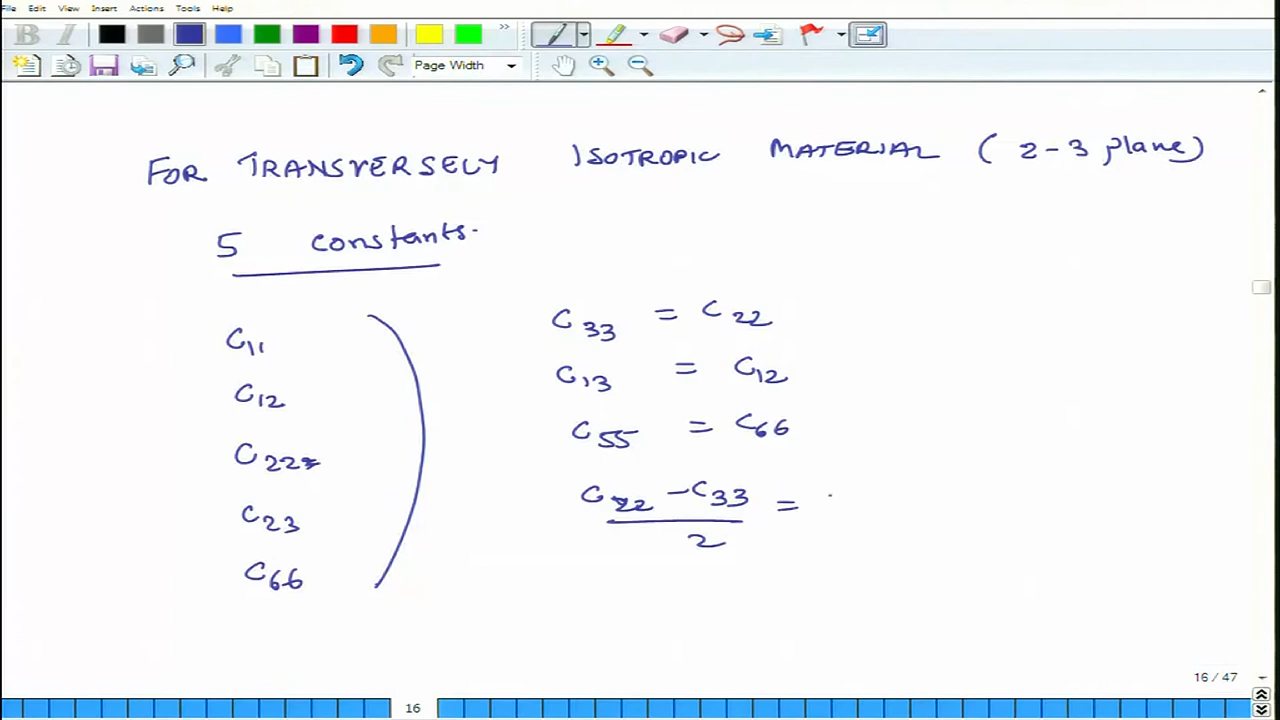 File Edit View Insert Actions Tools Help
B I
Page Width
FOR TRANSVERSELY ISOTROPIC MATERIAL (2-3 plane)
5 constants.
C11
C12
C22
C23
C66
C33 = C22
C13 = C12
C55 = C66
C22 - C33 =
2
16 / 47
16